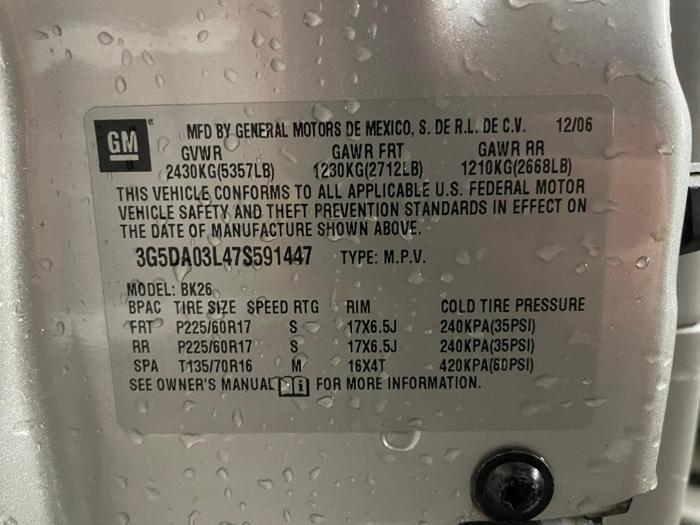 GM ® MFD BY GENERAL MOTORS DE MEXICO, S. DE R.L. DE C.V. 12/06
GVWR GAWR FRT GAWR RR
2430KG(5357LB) 1230KG(2712LB) 1210KG(2668LB)
THIS VEHICLE CONFORMS TO ALL APPLICABLE U.S. FEDERAL MOTOR
VEHICLE SAFETY AND THEFT PREVENTION STANDARDS IN EFFECT ON
THE DATE OF MANUFACTURE SHOWN ABOVE.
3G5DA03L47S591447 TYPE: M.P.V.
MODEL: BK26
BPAC TIRE SIZE SPEED RTG RIM COLD TIRE PRESSURE
FRT P225/60R17 S 17X6.5J 240KPA(35PSI)
RR P225/60R17 S 17X6.5J 240KPA(35PSI)
SPA T135/70R16 M 16X4T 420KPA(60PSI)
SEE OWNER'S MANUAL FOR MORE INFORMATION.